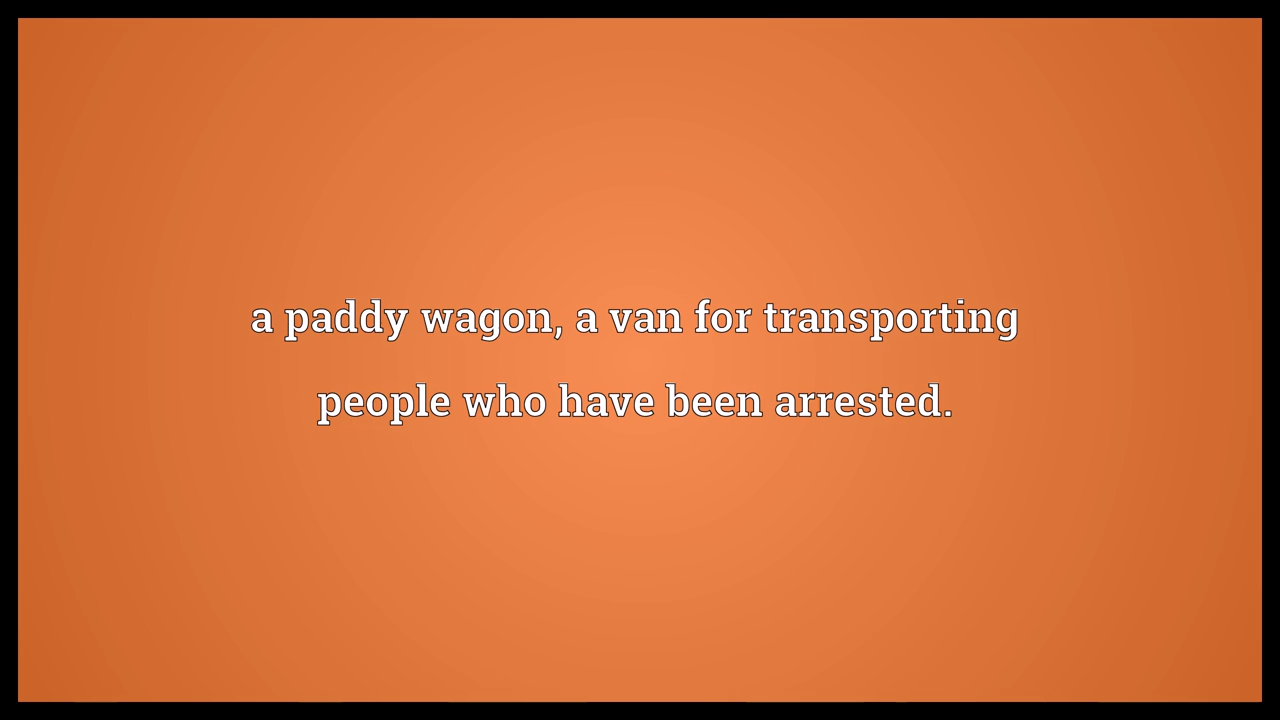 a paddy wagon, a van for transporting
people who have been arrested.